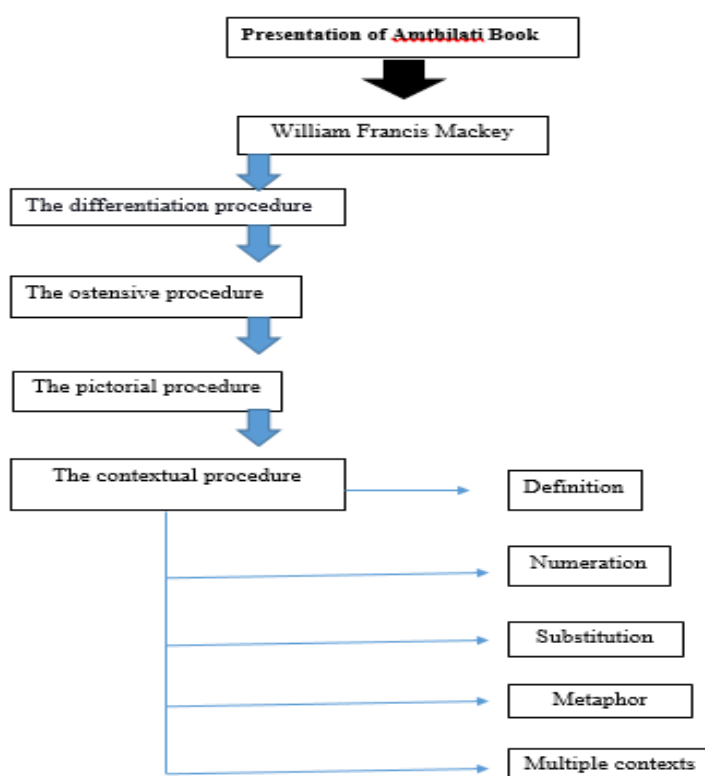 Presentation of Amthilati Book
William Francis Mackey
The differentiation procedure
The ostensive procedure
The pictorial procedure
The contextual procedure
Definition
Numeration
Substitution
Metaphor
Multiple contexts